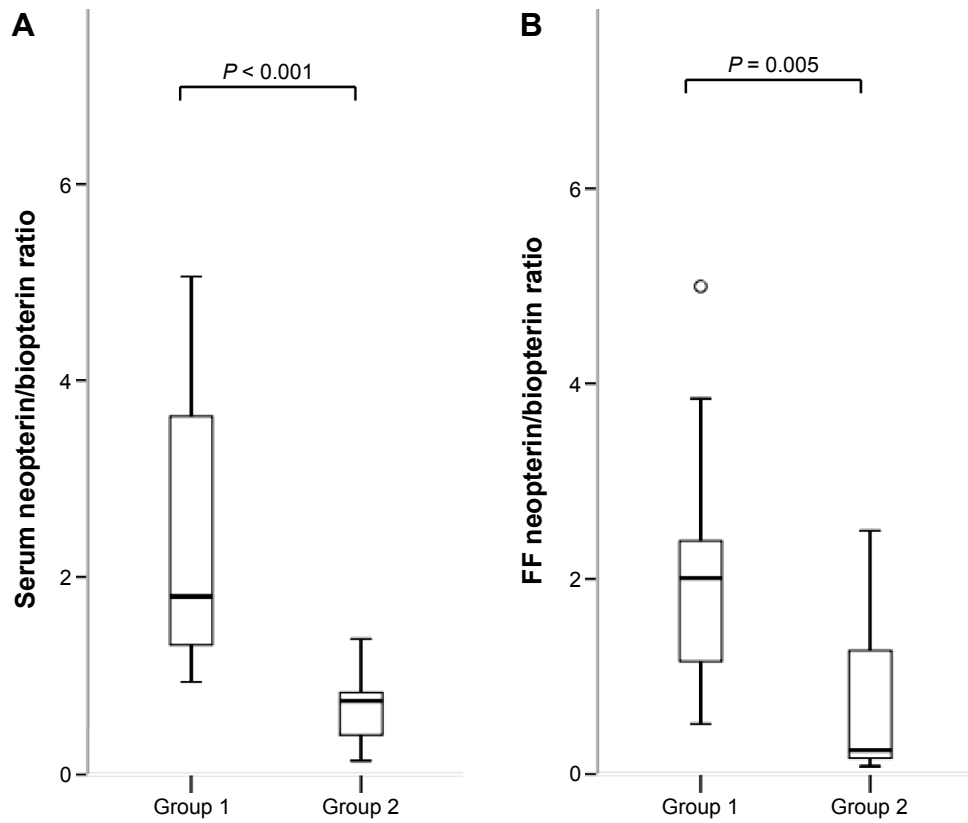 A
P < 0.001
Serum neopterin/biopterin ratio
6
4
2
0
Group 1 Group 2
B
P = 0.005
FF neopterin/biopterin ratio
6
4
2
0
Group 1 Group 2